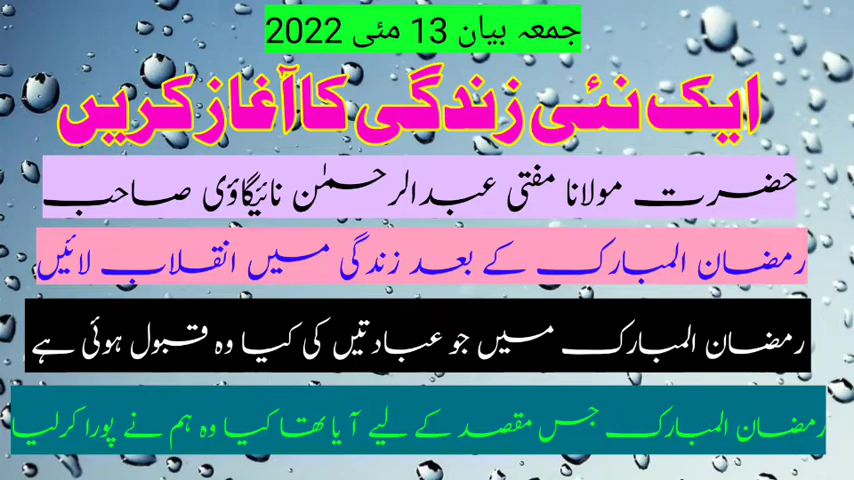 جمعہ بیان 13 مئی 2022
ایک نئی زندگی کا آغاز کریں
حضرت مولانا مفتی عبدالرحمٰن نائیگاؤی صاحب
رمضان المبارک کے بعد زندگی میں انقلاب لائیں
رمضان المبارک میں جو عبادتیں کی کیا وہ قبول ہوئی ہے
رمضان المبارک جس مقصد کے لیے آیا تھا کیا وہ ہم نے پورا کرلیا